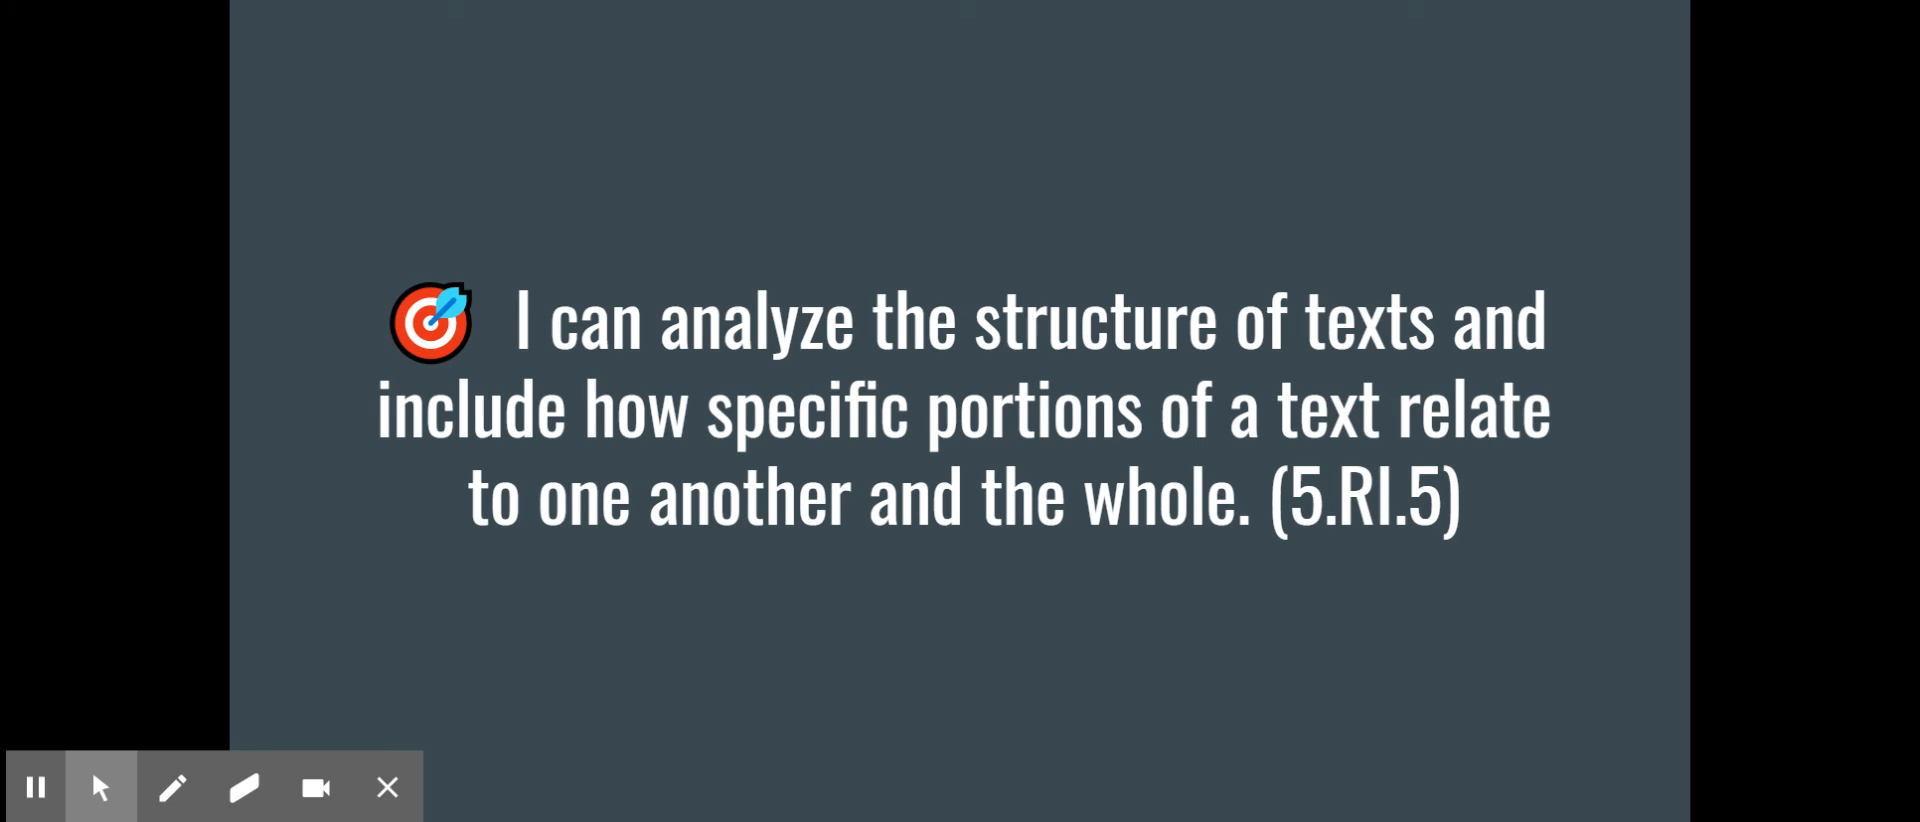 I can analyze the structure of texts and
include how specific portions of a text relate
to one another and the whole. (5.RI.5)